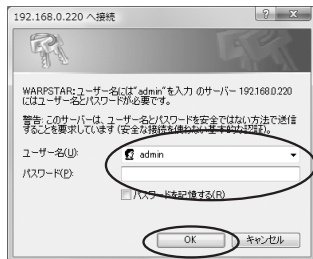 192.168.0.220 へ接続
WARPSTAR:ユーザー名には"admin"を入力 のサーバー 192.168.0.220
にはユーザー名とパスワードが必要です。
警告: このサーバーは、ユーザー名とパスワードを安全ではない方法で送信
することを要求しています (安全な接続を使わない基本的な認証)。
ユーザー名(U):
admin
パスワード(P):
パスワードを記憶する(R)
OK
キャンセル